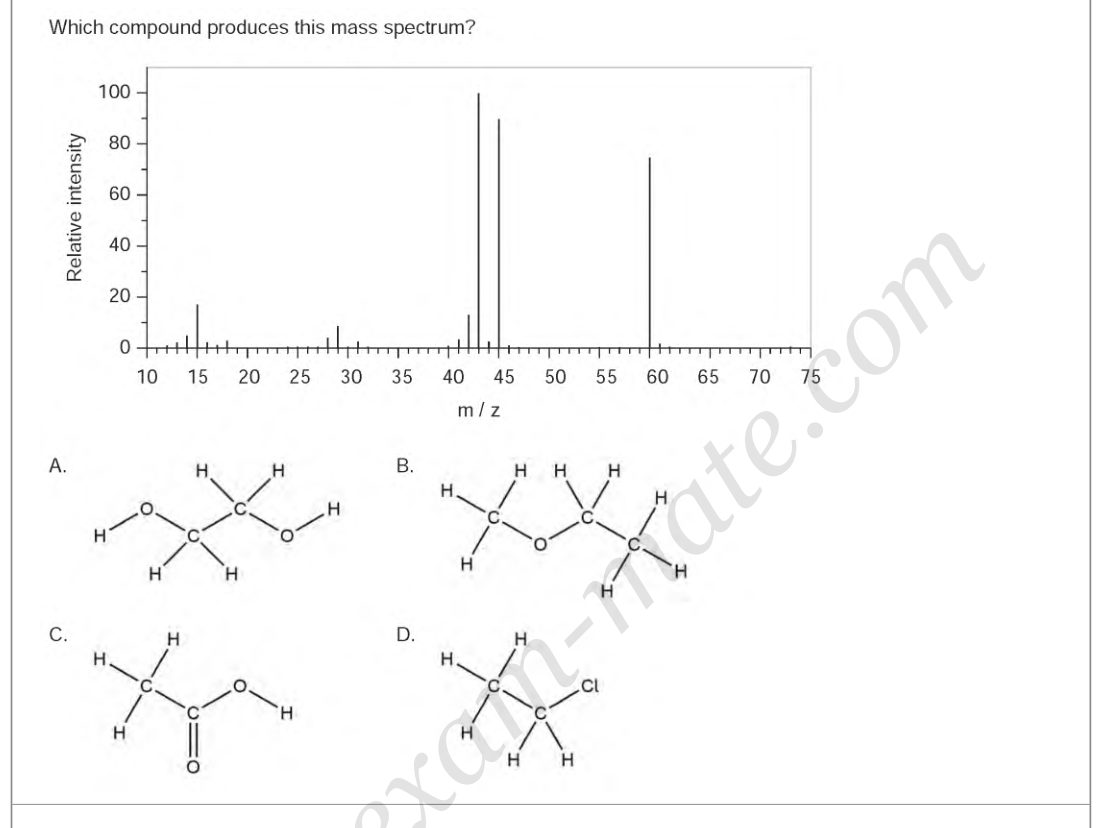 Which compound produces this mass spectrum?
Relative intensity
100
80
60
40
20
0
10 15 20 25 30 35 40 45 50 55 60 65 70 75
m / z
A.
H H
O C H
H C O
H H
B.
H H H
H H
C C
O C
H H
H
C.
H
H
C O
C H
H
O
D.
H
H
C Cl
C
H
H H
exam-mate.com